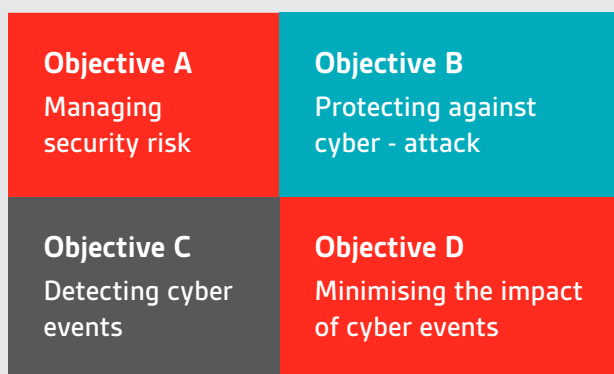 Objective A
Managing
security risk
Objective B
Protecting against
cyber - attack
Objective C
Detecting cyber
events
Objective D
Minimising the impact
of cyber events